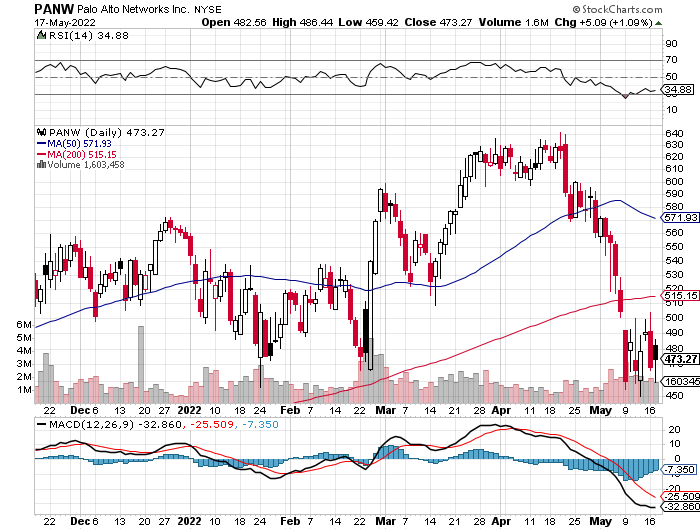 PANW Palo Alto Networks Inc. NYSE © StockCharts.com
17-May-2022 Open 482.56 High 486.44 Low 459.42 Close 473.27 Volume 1.6M Chg +5.09 (+1.09%)
RSI(14) 34.88
90
70
50
34.88
30
PANW (Daily) 473.27
MA(50) 571.93
MA(200) 515.15
Volume 1,603,458
640
630
620
610
600
590
580
571.93
560
550
540
530
520
515.15
500
490
480
473.27
160345
450
6M
5M
4M
3M
2M
1M
22 Dec 6 13 20 27 2022 10 18 24 Feb 7 14 22 Mar 7 14 21 28 Apr 11 18 25 May 9 16
MACD(12,26,9) -32.860, -25.509, -7.350
20
10
0
-7.350
-20
-25.509
-32.860
22 Dec 6 13 20 27 2022 10 18 24 Feb 7 14 22 Mar 7 14 21 28 Apr 11 18 25 May 9 16